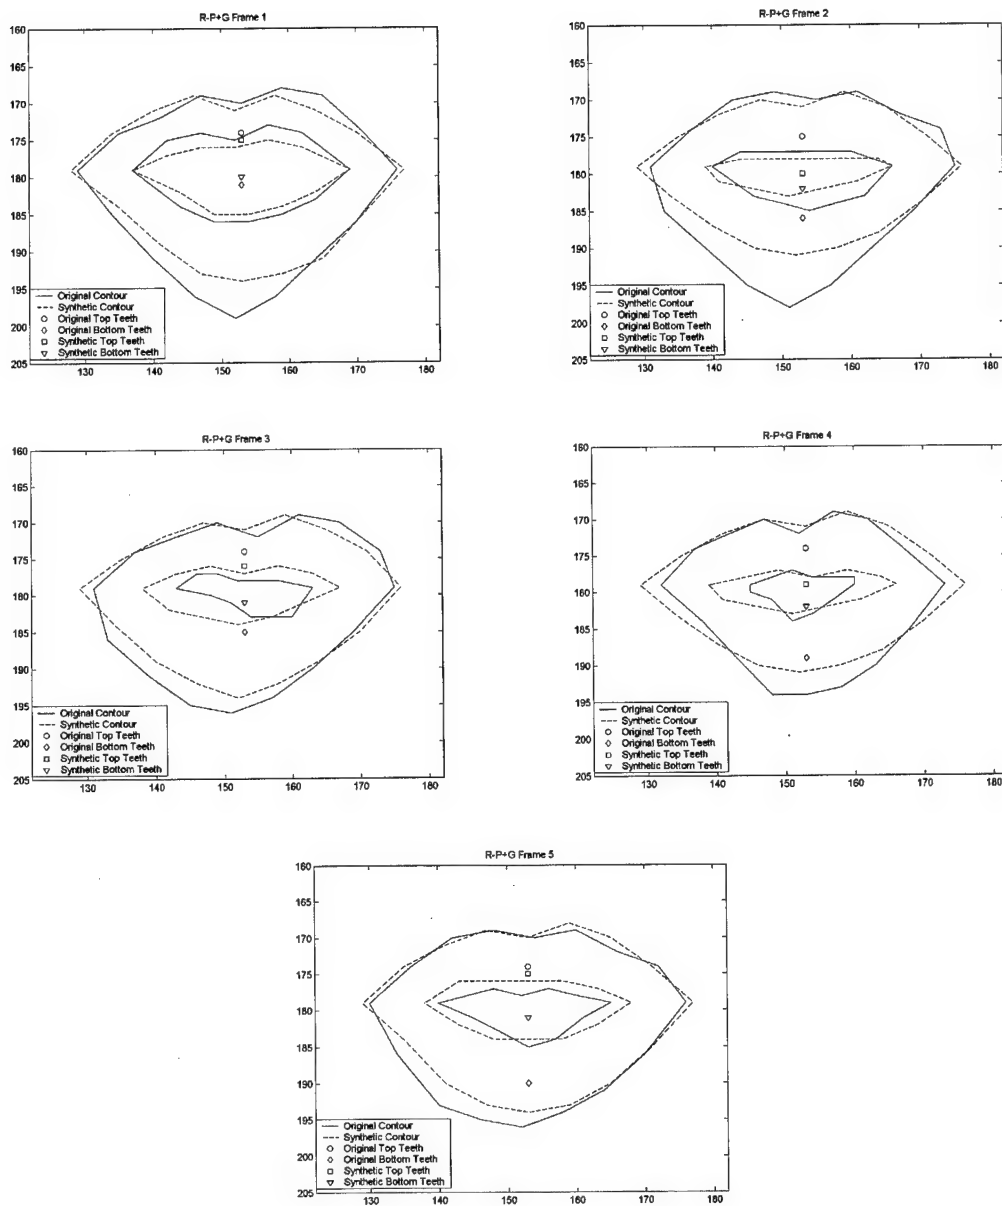 R-P+G Frame 1
160
165
170
175
180
185
190
195
200
205
Original Contour
Synthetic Contour
Original Top Teeth
Original Bottom Teeth
Synthetic Top Teeth
Synthetic Bottom Teeth
130 140 150 160 170 180
R-P+G Frame 2
160
165
170
175
180
185
190
195
200
205
Original Contour
Synthetic Contour
Original Top Teeth
Original Bottom Teeth
Synthetic Top Teeth
Synthetic Bottom Teeth
130 140 150 160 170 180
R-P+G Frame 3
160
165
170
175
180
185
190
195
200
205
Original Contour
Synthetic Contour
Original Top Teeth
Original Bottom Teeth
Synthetic Top Teeth
Synthetic Bottom Teeth
130 140 150 160 170 180
R-P+G Frame 4
160
165
170
175
180
185
190
195
200
205
Original Contour
Synthetic Contour
Original Top Teeth
Original Bottom Teeth
Synthetic Top Teeth
Synthetic Bottom Teeth
130 140 150 160 170 180
R-P+G Frame 5
160
165
170
175
180
185
190
195
200
205
Original Contour
Synthetic Contour
Original Top Teeth
Original Bottom Teeth
Synthetic Top Teeth
Synthetic Bottom Teeth
130 140 150 160 170 180